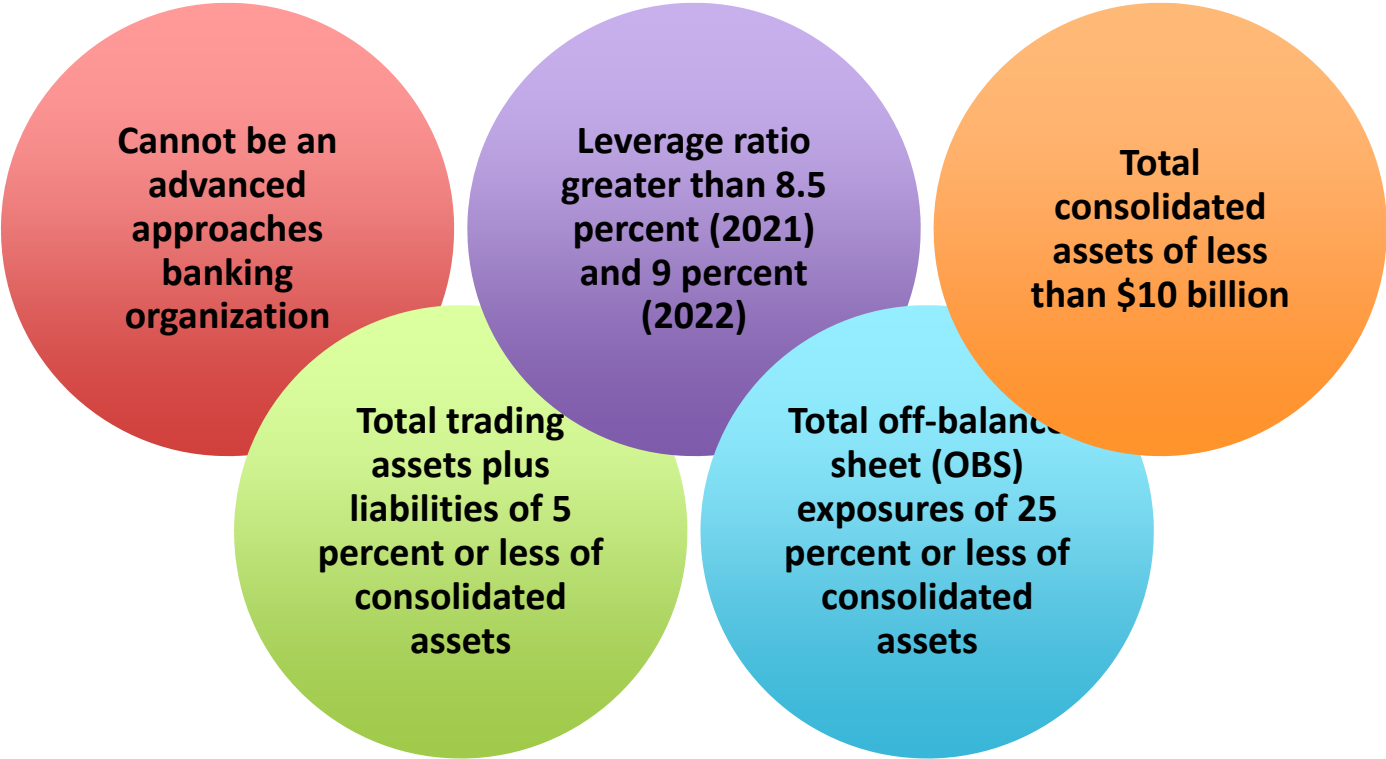 Cannot be an
advanced
approaches
banking
organization
Leverage ratio
greater than 8.5
percent (2021)
and 9 percent
(2022)
Total
consolidated
assets of less
than $10 billion
Total trading
assets plus
liabilities of 5
percent or less of
consolidated
assets
Total off-balance
sheet (OBS)
exposures of 25
percent or less of
consolidated
assets